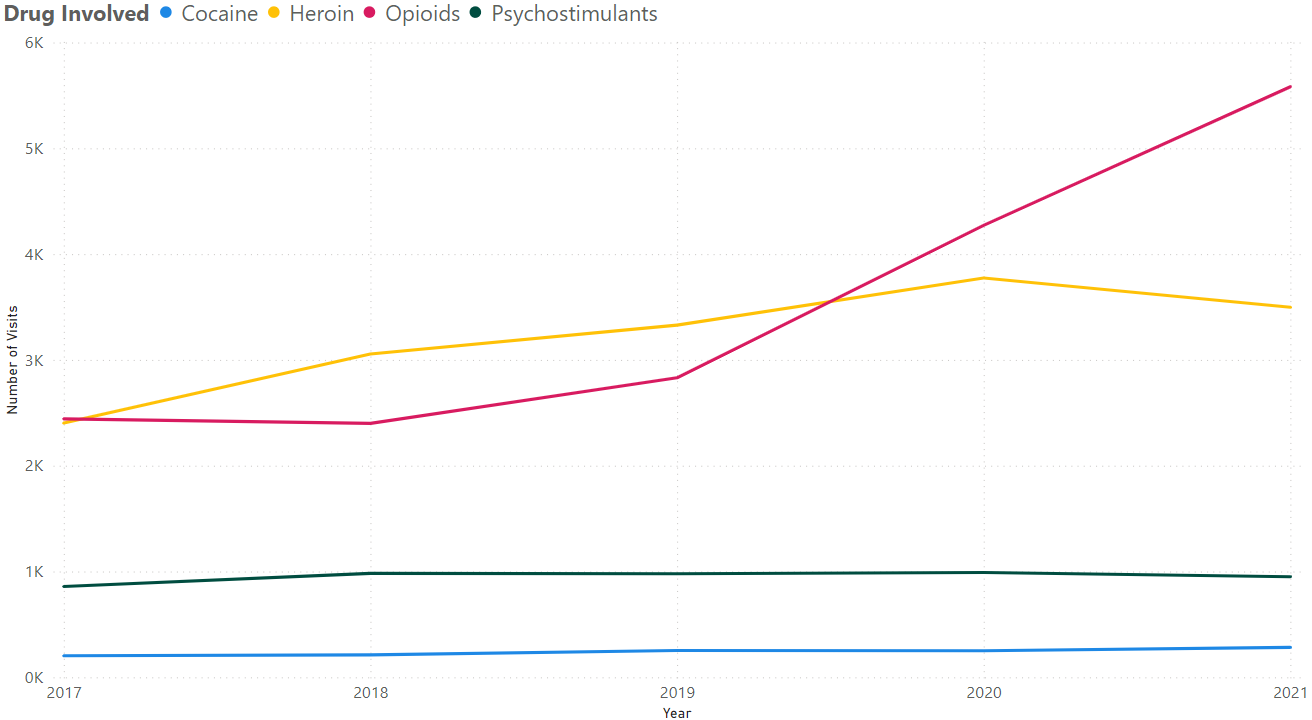 Drug Involved Cocaine Heroin Opioids Psychostimulants
6K
5K
4K
3K
2K
1K
0K
Number of Visits
2017 2018 2019 2020 2021
Year